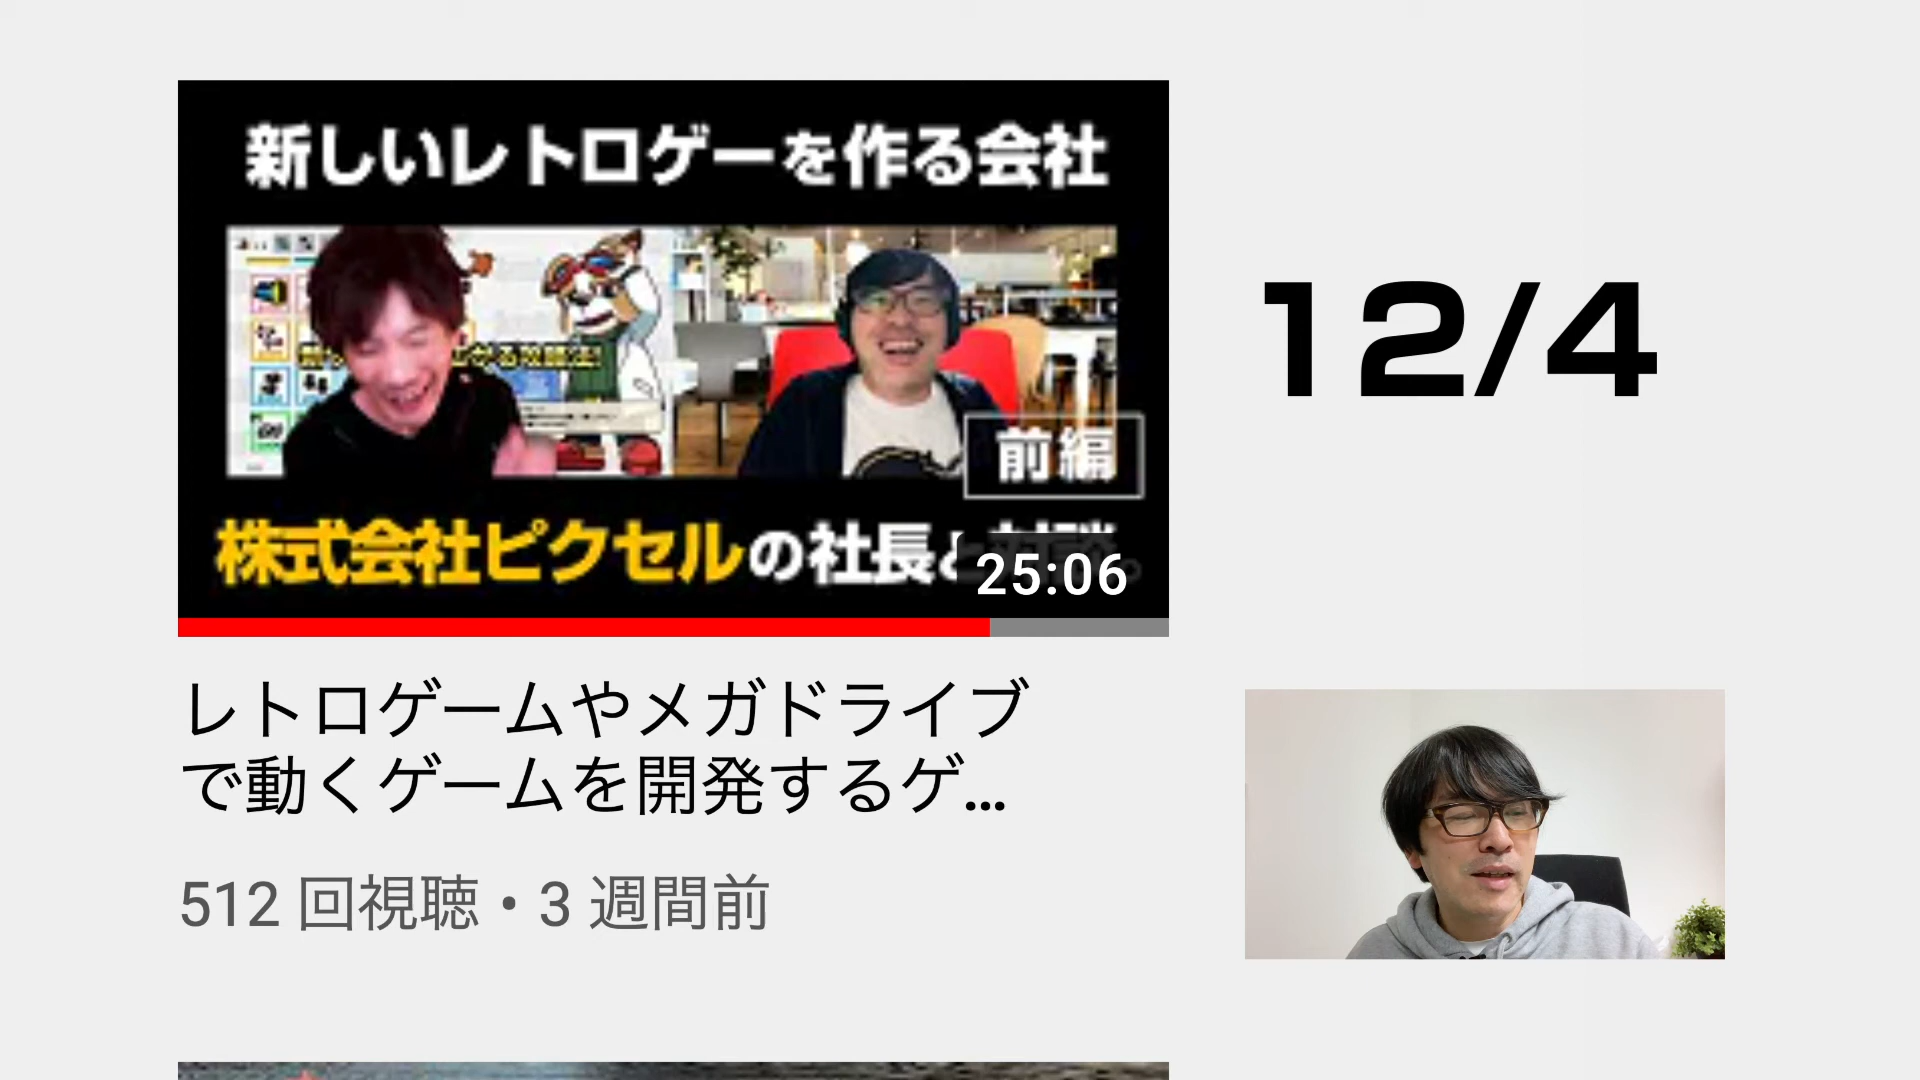 新しいレトロゲーを作る会社
前編
株式会社ピクセルの社長と
25:06
12/4
レトロゲームやメガドライブ
で動くゲームを開発するゲ...
512 回視聴・3 週間前